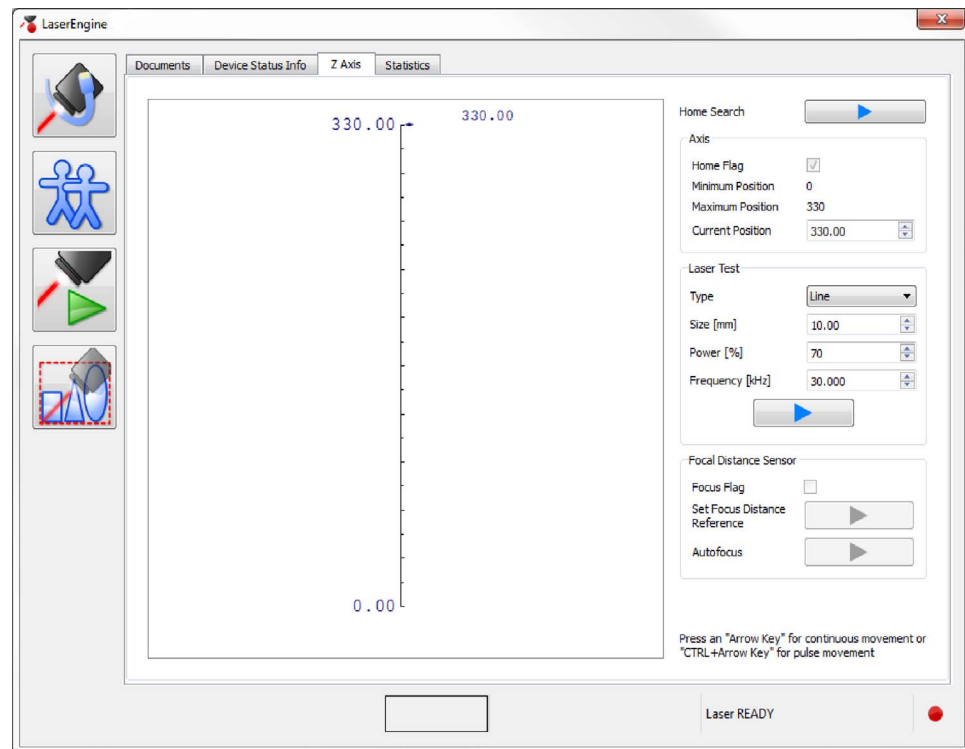 LaserEngine
Documents
Device Status Info
Z Axis
Statistics
330.00
330.00
0.00
Home Search
Axis
Home Flag
Minimum Position 0
Maximum Position 330
Current Position 330.00
Laser Test
Type Line
Size [mm] 10.00
Power [%] 70
Frequency [kHz] 30.000
Focal Distance Sensor
Focus Flag
Set Focus Distance
Reference
Autofocus
Press an "Arrow Key" for continuous movement or
"CTRL+Arrow Key" for pulse movement
Laser READY